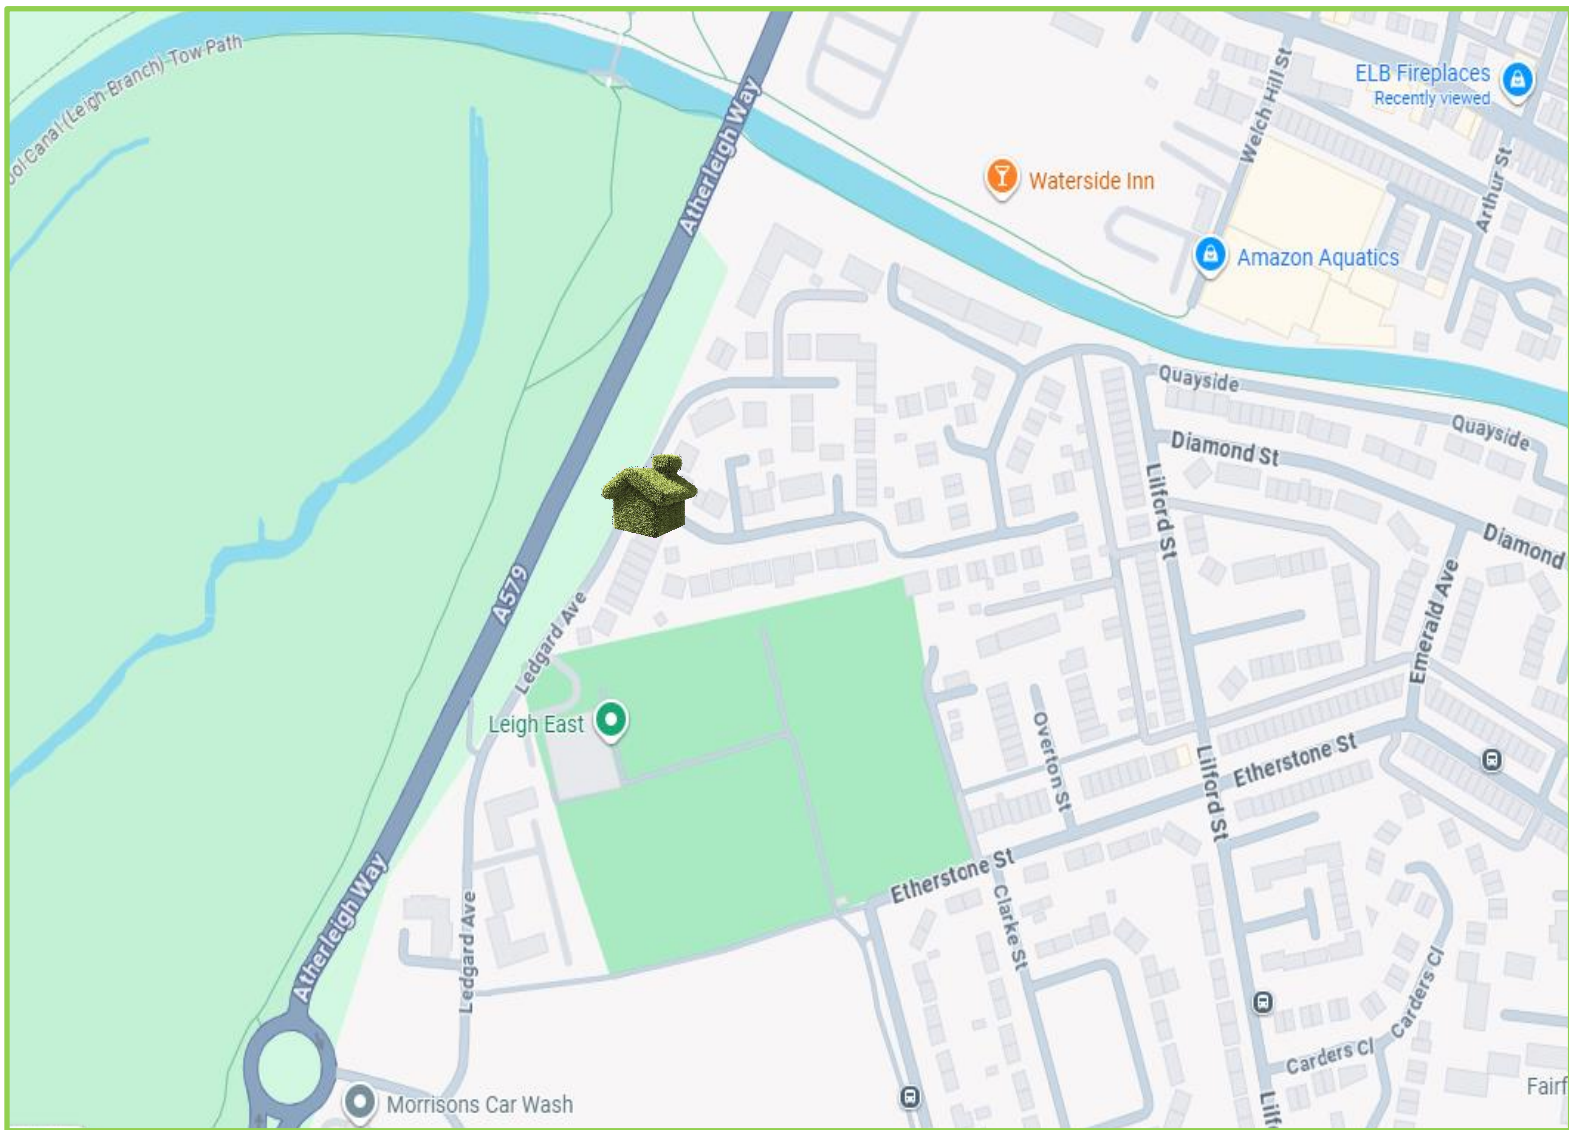 ool Canal (Leigh Branch) Tow Path
Atherleigh Way
ELB Fireplaces
Recently viewed
Welch Hill St
Arthur St
Waterside Inn
Amazon Aquatics
Quayside
Quayside
Diamond St
Lilford St
Diamond
A579
Emerald Ave
Ledgard Ave
Leigh East
Overton St
Lilford St
Etherstone St
Etherstone St
Clarke St
Atherleigh Way
Ledgard Ave
Carders Cl
Carders Cl
Fairf
Morrisons Car Wash
Lilf